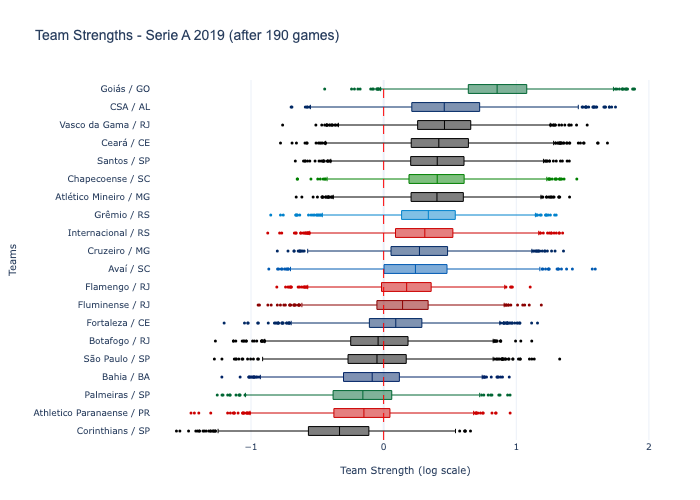 Team Strengths - Serie A 2019 (after 190 games)
Goiás / GO
CSA / AL
Vasco da Gama / RJ
Ceará / CE
Santos / SP
Chapecoense / SC
Atlético Mineiro / MG
Grêmio / RS
Internacional / RS
Cruzeiro / MG
Avaí / SC
Flamengo / RJ
Fluminense / RJ
Fortaleza / CE
Botafogo / RJ
São Paulo / SP
Bahia / BA
Palmeiras / SP
Athletico Paranaense / PR
Corinthians / SP
Teams
−1 0 1 2
Team Strength (log scale)